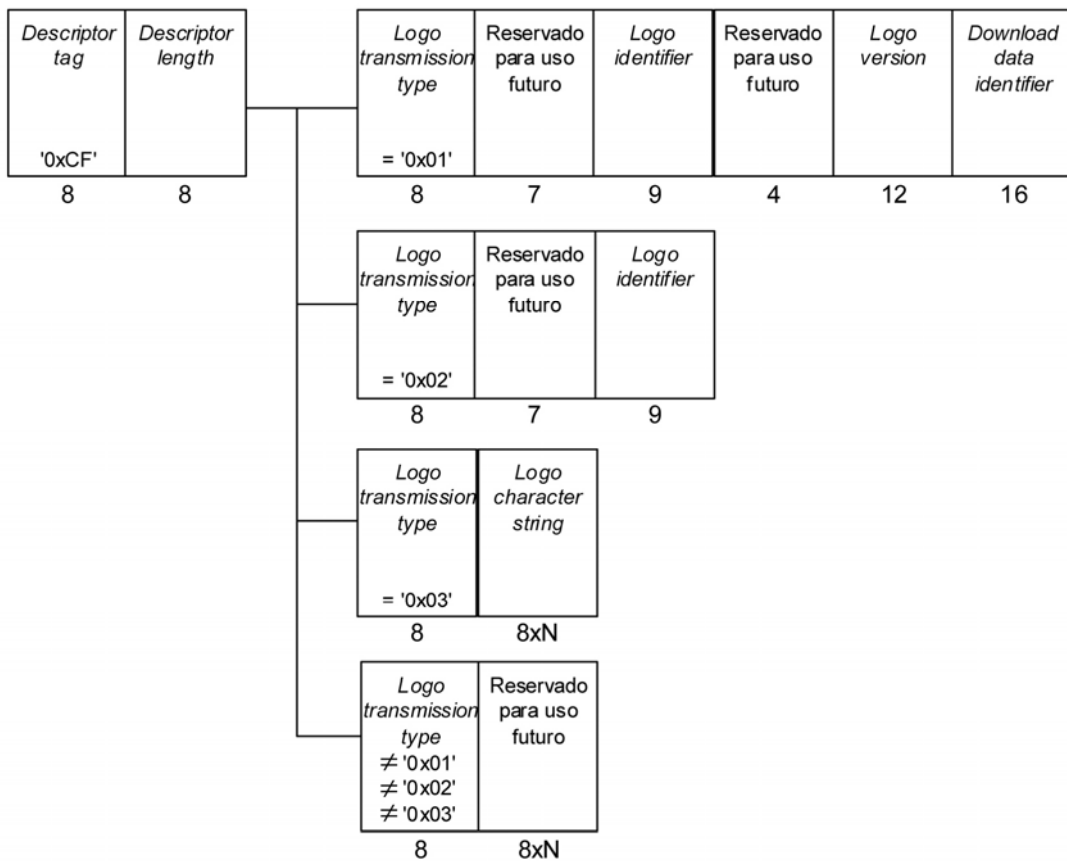 Descriptor
tag
'0xCF'
Descriptor
length
Logo
transmission
type
= '0x01'
Reservado
para uso
futuro
Logo
identifier
Reservado
para uso
futuro
Logo
version
Download
data
identifier
8
8
8
7
9
4
12
16
Logo
transmission
type
= '0x02'
Reservado
para uso
futuro
Logo
identifier
8
7
9
Logo
transmission
type
= '0x03'
Logo
character
string
8
8xN
Logo
transmission
type
≠ '0x01'
≠ '0x02'
≠ '0x03'
Reservado
para uso
futuro
8
8xN